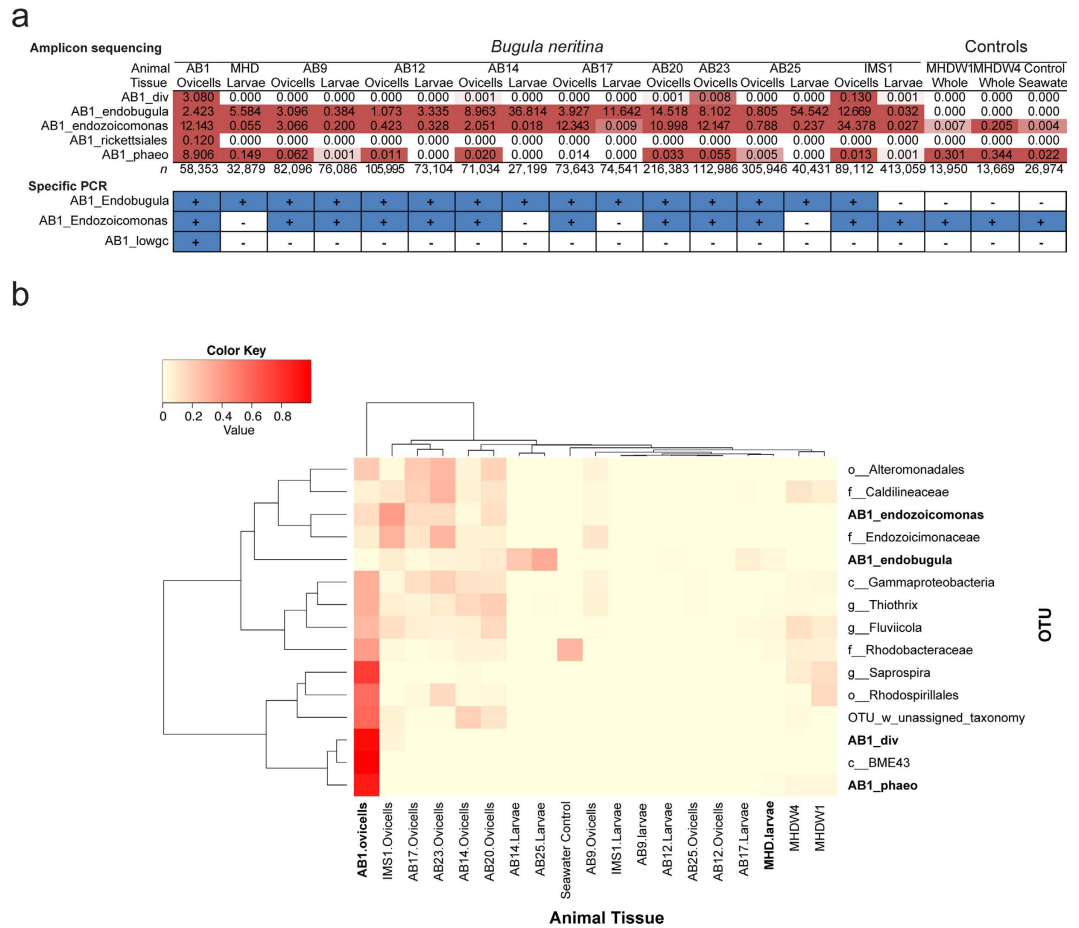 a
Amplicon sequencing Bugula neritina Controls
Animal AB1 MHD AB9 AB12 AB14 AB17 AB20 AB23 AB25 IMS1 MHDW1 MHDW4 Control
Tissue Ovicells Larvae Ovicells Larvae Ovicells Larvae Ovicells Larvae Ovicells Larvae Ovicells Ovicells Ovicells Larvae Ovicells Larvae Whole Whole Seawater
AB1_div 3.080 0.000 0.000 0.000 0.000 0.000 0.001 0.000 0.000 0.000 0.001 0.008 0.000 0.000 0.130 0.001 0.000 0.000 0.000
AB1_endobugula 2.423 5.584 3.096 0.384 1.073 3.335 8.963 36.814 3.927 11.642 14.518 8.102 0.805 54.542 12.669 0.032 0.000 0.000 0.000
AB1_endozoicomonas 12.143 0.055 3.066 0.200 0.423 0.328 2.051 0.018 12.343 0.009 10.998 12.147 0.788 0.237 34.378 0.027 0.007 0.205 0.004
AB1_rickettsiales 0.120 0.000 0.000 0.000 0.000 0.000 0.000 0.000 0.000 0.000 0.000 0.000 0.000 0.000 0.000 0.000 0.000 0.000 0.000
AB1_phaeo 8.906 0.149 0.062 0.001 0.011 0.000 0.020 0.000 0.014 0.000 0.033 0.055 0.005 0.000 0.013 0.001 0.301 0.344 0.022
n 58,353 32,879 82,096 76,086 105,995 73,104 71,034 27,199 73,643 74,541 216,383 112,986 305,946 40,431 89,112 413,059 13,950 13,669 26,974
Specific PCR
AB1_Endobugula + + + + + + + + + + + + + + + - - - -
AB1_Endozoicomonas + - + + + + + - + - + + + - + + + + +
AB1_lowgc + - - - - - - - - - - - - - - - - - -
b
Color Key
0 0.2 0.4 0.6 0.8
Value
o__Alteromonadales
f__Caldilineaceae
AB1_endozoicomonas
f__Endozoicimonaceae
AB1_endobugula
c__Gammaproteobacteria
g__Thiothrix
g__Fluviicola
f__Rhodobacteraceae
g__Saprospira
o__Rhodospirillales
OTU_w_unassigned_taxonomy
AB1_div
c__BME43
AB1_phaeo
OTU
AB1.ovicells
IMS1.Ovicells
AB17.Ovicells
AB23.Ovicells
AB14.Ovicells
AB20.Ovicells
AB14.Larvae
AB25.Larvae
Seawater Control
AB9.Ovicells
IMS1.Larvae
AB9.larvae
AB12.Larvae
AB25.Ovicells
AB12.Ovicells
AB17.Larvae
MHD.larvae
MHDW4
MHDW1
Animal Tissue